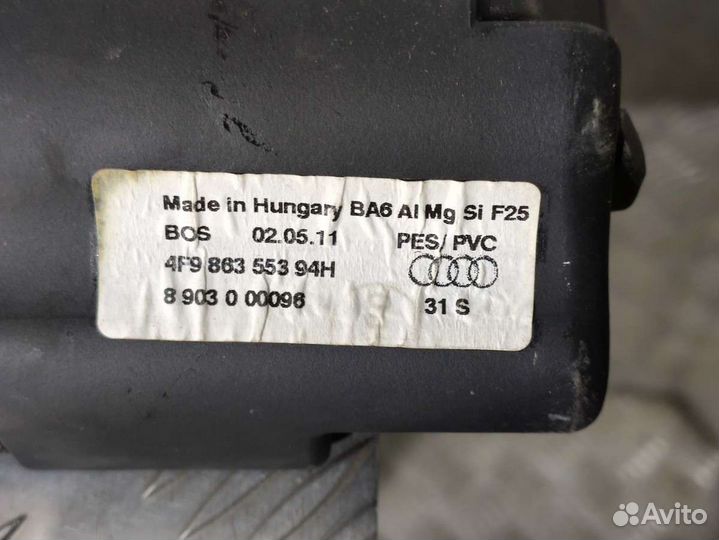 Made in Hungary BA6 Al Mg Si F25
BOS 02.05.11 PES/ PVC
4F9 863 553 94H
8 903 0 00096 31 S
Avito